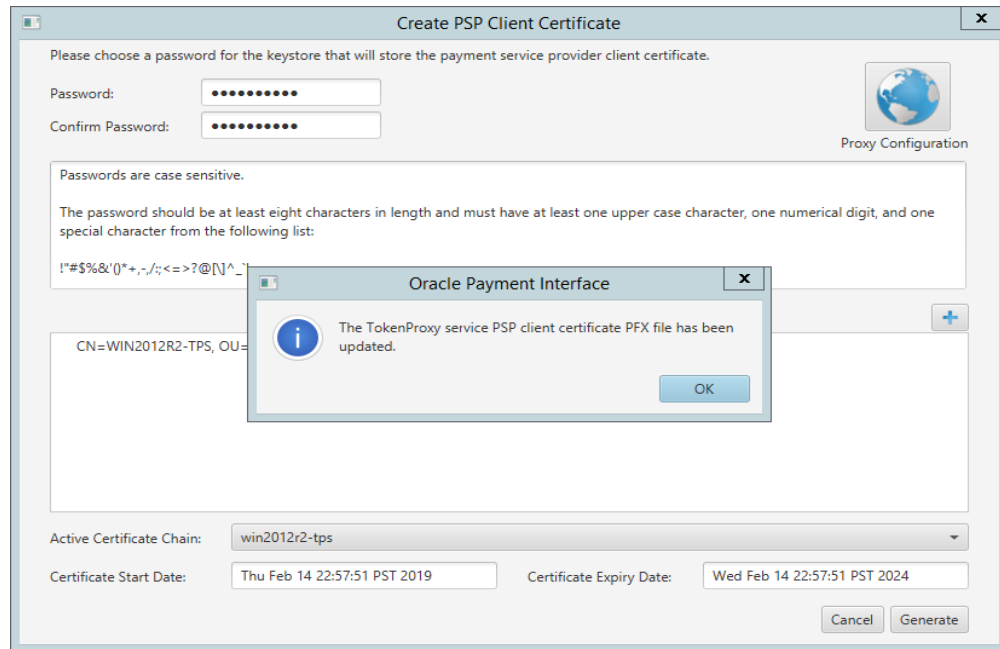 Create PSP Client Certificate
x
Please choose a password for the keystore that will store the payment service provider client certificate.
Password:
●●●●●●●●●●
Confirm Password:
●●●●●●●●●●
Proxy Configuration
Passwords are case sensitive.
The password should be at least eight characters in length and must have at least one upper case character, one numerical digit, and one
special character from the following list:
!"#$%&'()*+,-./:;<=>?@[\]^_`
Oracle Payment Interface
x
The TokenProxy service PSP client certificate PFX file has been
updated.
OK
CN=WIN2012R2-TPS, OU=
Active Certificate Chain:
win2012r2-tps
Certificate Start Date:
Thu Feb 14 22:57:51 PST 2019
Certificate Expiry Date:
Wed Feb 14 22:57:51 PST 2024
Cancel
Generate